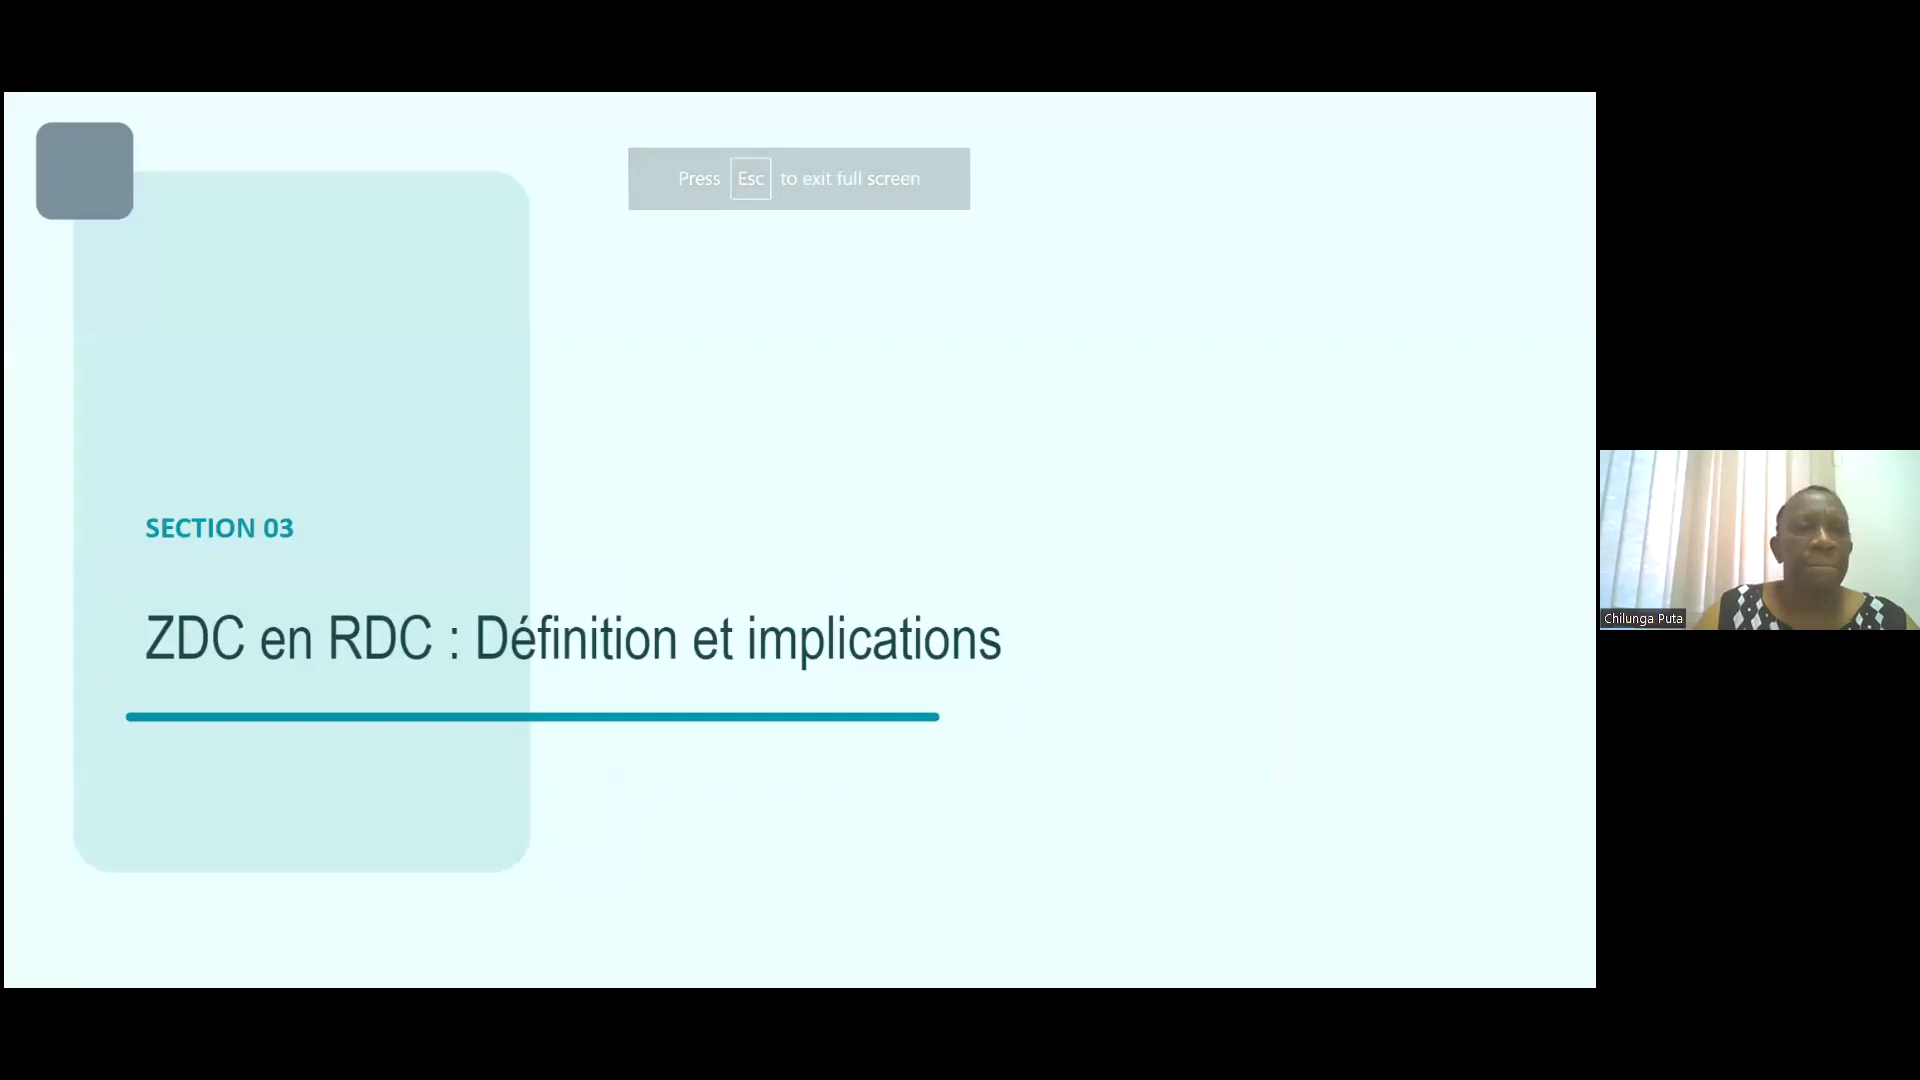 Press Esc to exit full screen
SECTION 03
ZDC en RDC : Définition et implications
Chilunga Puta